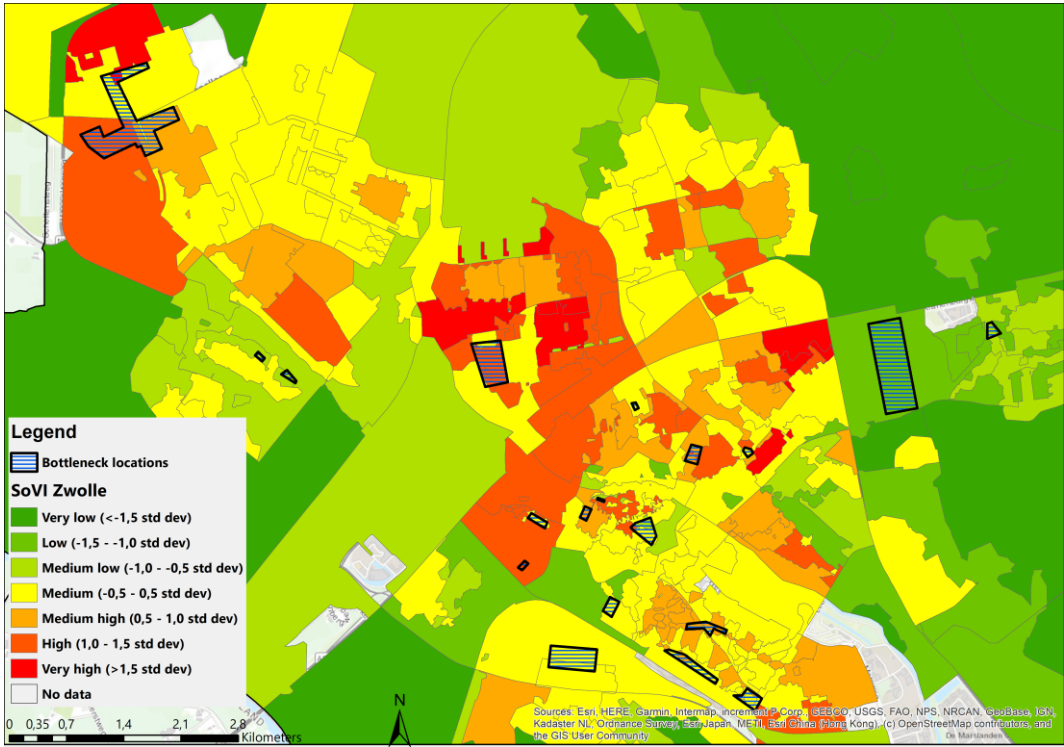 Legend
Bottleneck locations
SoVI Zwolle
Very low (<-1,5 std dev)
Low (-1,5 - -1,0 std dev)
Medium low (-1,0 - -0,5 std dev)
Medium (-0,5 - 0,5 std dev)
Medium high (0,5 - 1,0 std dev)
High (1,0 - 1,5 std dev)
Very high (>1,5 std dev)
No data
0 0,35 0,7 1,4 2,1 2,8
Kilometers
N
Sources: Esri, HERE, Garmin, Intermap, increment P Corp., GEBCO, USGS, FAO, NPS, NRCAN, GeoBase, IGN,
Kadaster NL, Ordnance Survey, Esri Japan, METI, Esri China (Hong Kong), (c) OpenStreetMap contributors, and
the GIS User Community
De Marslanden